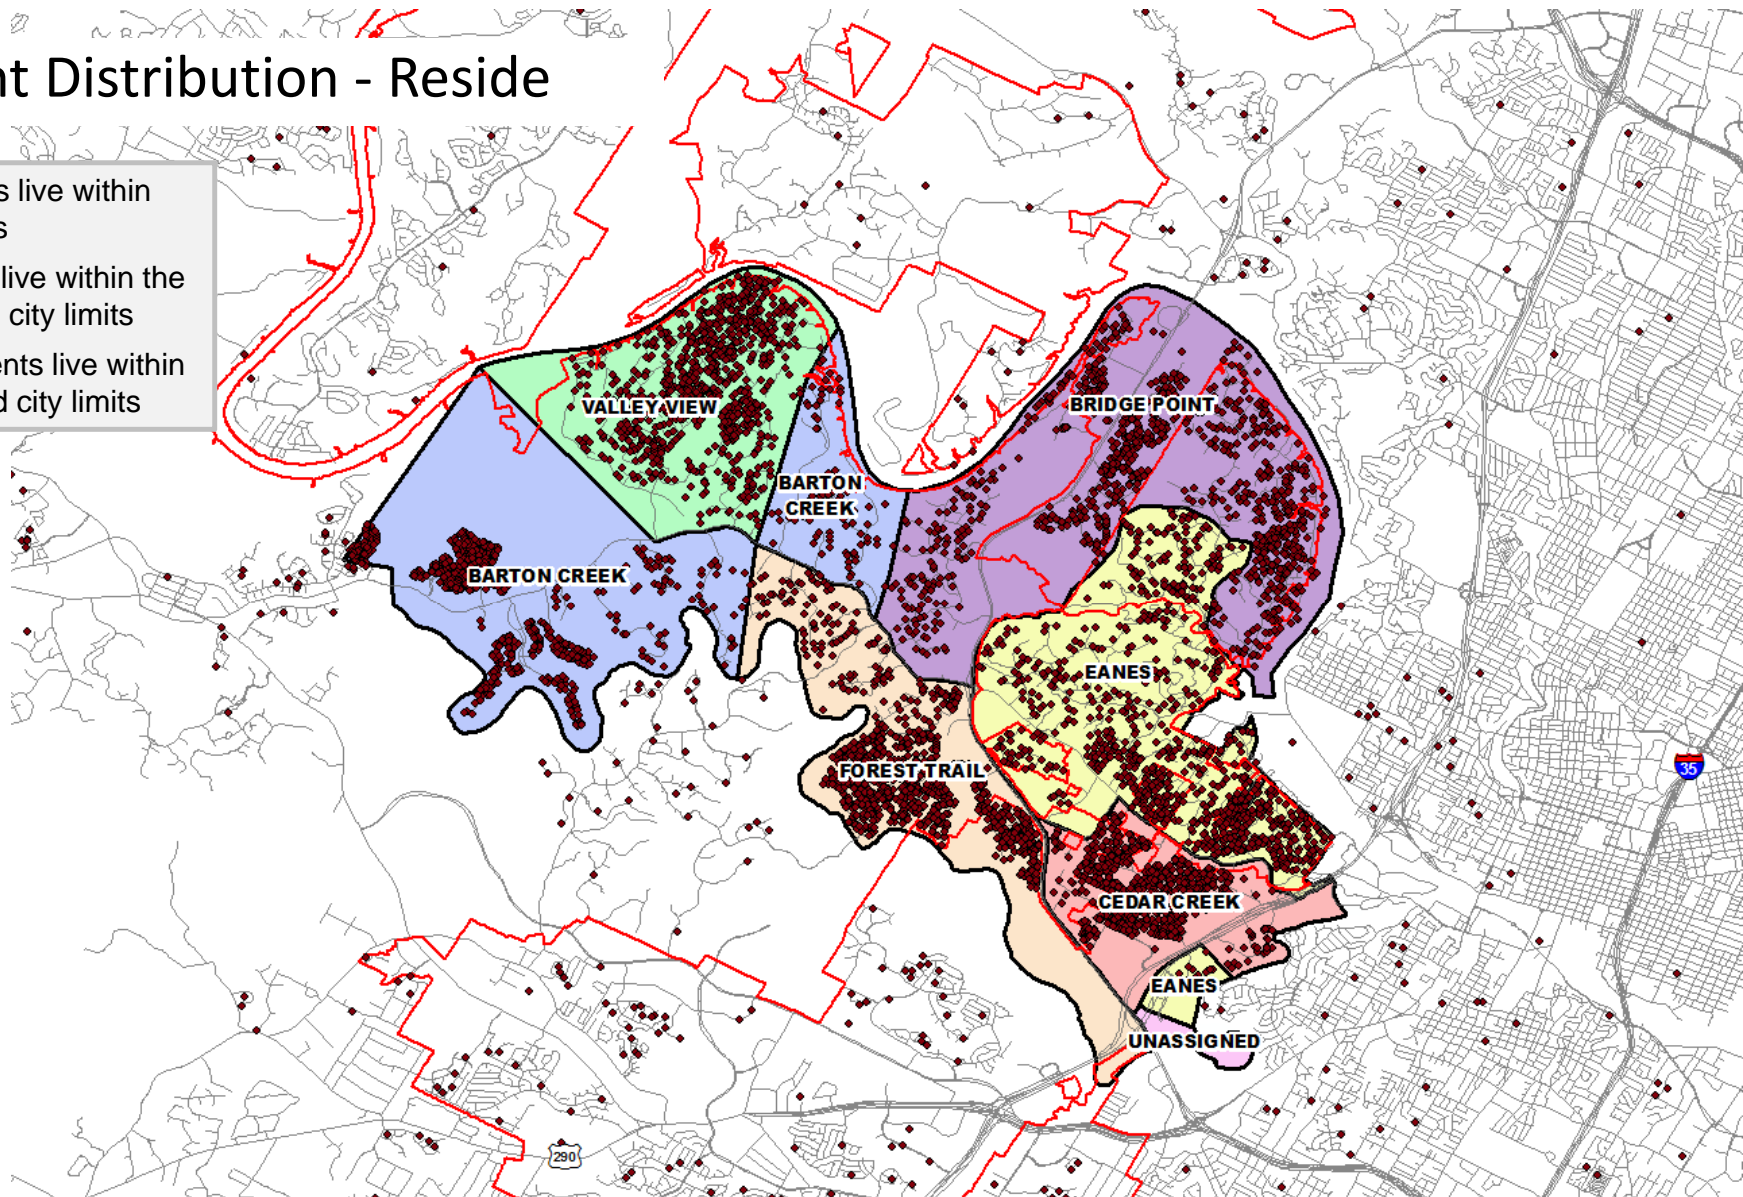 nt Distribution - Reside
s live within
s
live within the
city limits
ents live within
d city limits
VALLEY VIEW
BRIDGE POINT
BARTON
CREEK
BARTON CREEK
EANES
FOREST TRAIL
35
CEDAR CREEK
EANES
UNASSIGNED
290